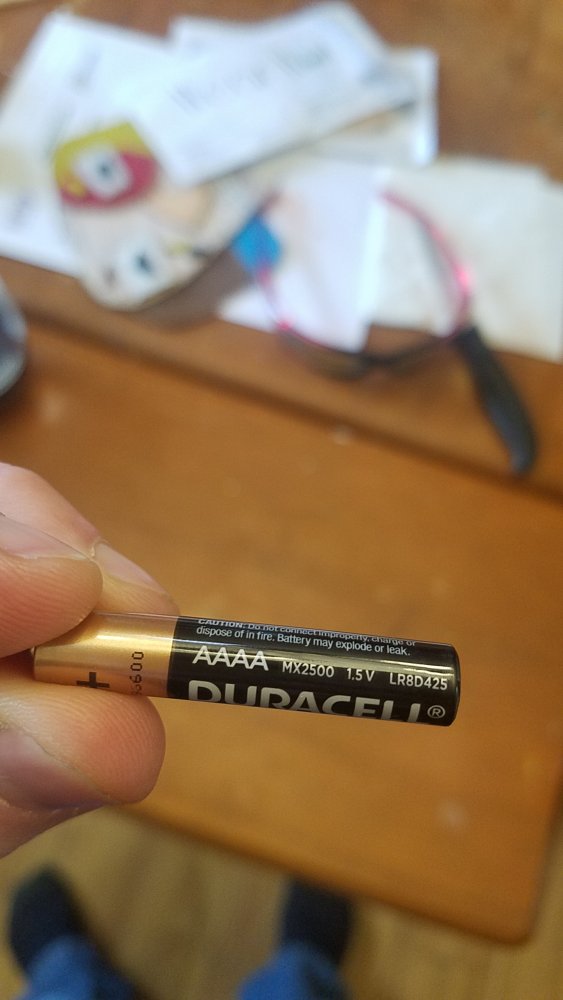 CAUTION: Do not connect improperly, charge or
dispose of in fire. Battery may explode or leak.
AAAA MX2500 1.5V LR8D425
DURACELL®
+